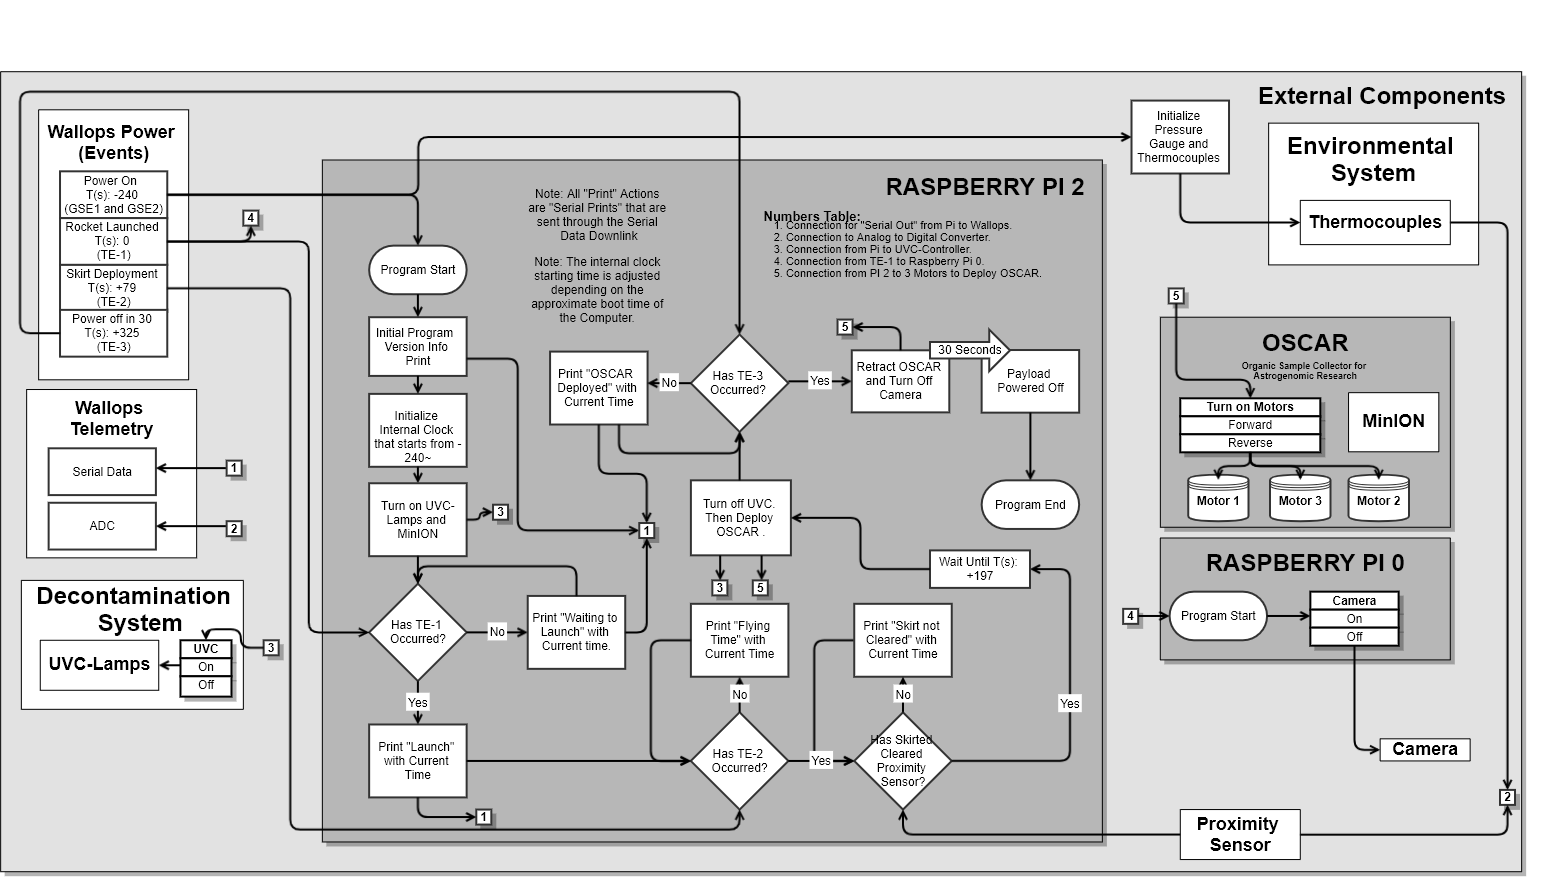 External Components
Wallops Power
(Events)
Power On
T(s): -240
(GSE1 and GSE2)
Rocket Launched
T(s): 0
(TE-1)
Skirt Deployment
T(s): +79
(TE-2)
Power off in 30
T(s): +325
(TE-3)
4
Wallops
Telemetry
Serial Data
ADC
1
2
Decontamination
System
UVC-Lamps
UVC
On
Off
3
RASPBERRY PI 2
Note: All "Print" Actions
are "Serial Prints" that are
sent through the Serial
Data Downlink
Note: The internal clock
starting time is adjusted
depending on the
approximate boot time of
the Computer.
Numbers Table:
1. Connection for "Serial Out" from Pi to Wallops.
2. Connection to Analog to Digital Converter.
3. Connection from Pi to UVC-Controller.
4. Connection from TE-1 to Raspberry Pi 0.
5. Connection from PI 2 to 3 Motors to Deploy OSCAR.
Program Start
Initial Program
Version Info
Print
Initialize
Internal Clock
that starts from -
240~
Turn on UVC-
Lamps and
MinION
3
Has TE-1
Occurred?
No
Print "Waiting to
Launch" with
Current time.
1
Yes
Print "Launch"
with Current
Time
1
Print "OSCAR
Deployed" with
Current Time
No
Has TE-3
Occurred?
Yes
5
Retract OSCAR
and Turn Off
Camera
30 Seconds
Payload
Powered Off
Program End
Turn off UVC.
Then Deploy
OSCAR .
3
5
Wait Until T(s):
+197
Print "Flying
Time" with
Current Time
No
Has TE-2
Occurred?
Yes
Print "Skirt not
Cleared" with
Current Time
No
Has Skirted
Cleared
Proximity
Sensor?
Yes
Initialize
Pressure
Gauge and
Thermocouples
Environmental
System
Thermocouples
5
OSCAR
Organic Sample Collector for
Astrogenomic Research
Turn on Motors
Forward
Reverse
MinION
Motor 1
Motor 3
Motor 2
RASPBERRY PI 0
4
Program Start
Camera
On
Off
Camera
2
Proximity
Sensor